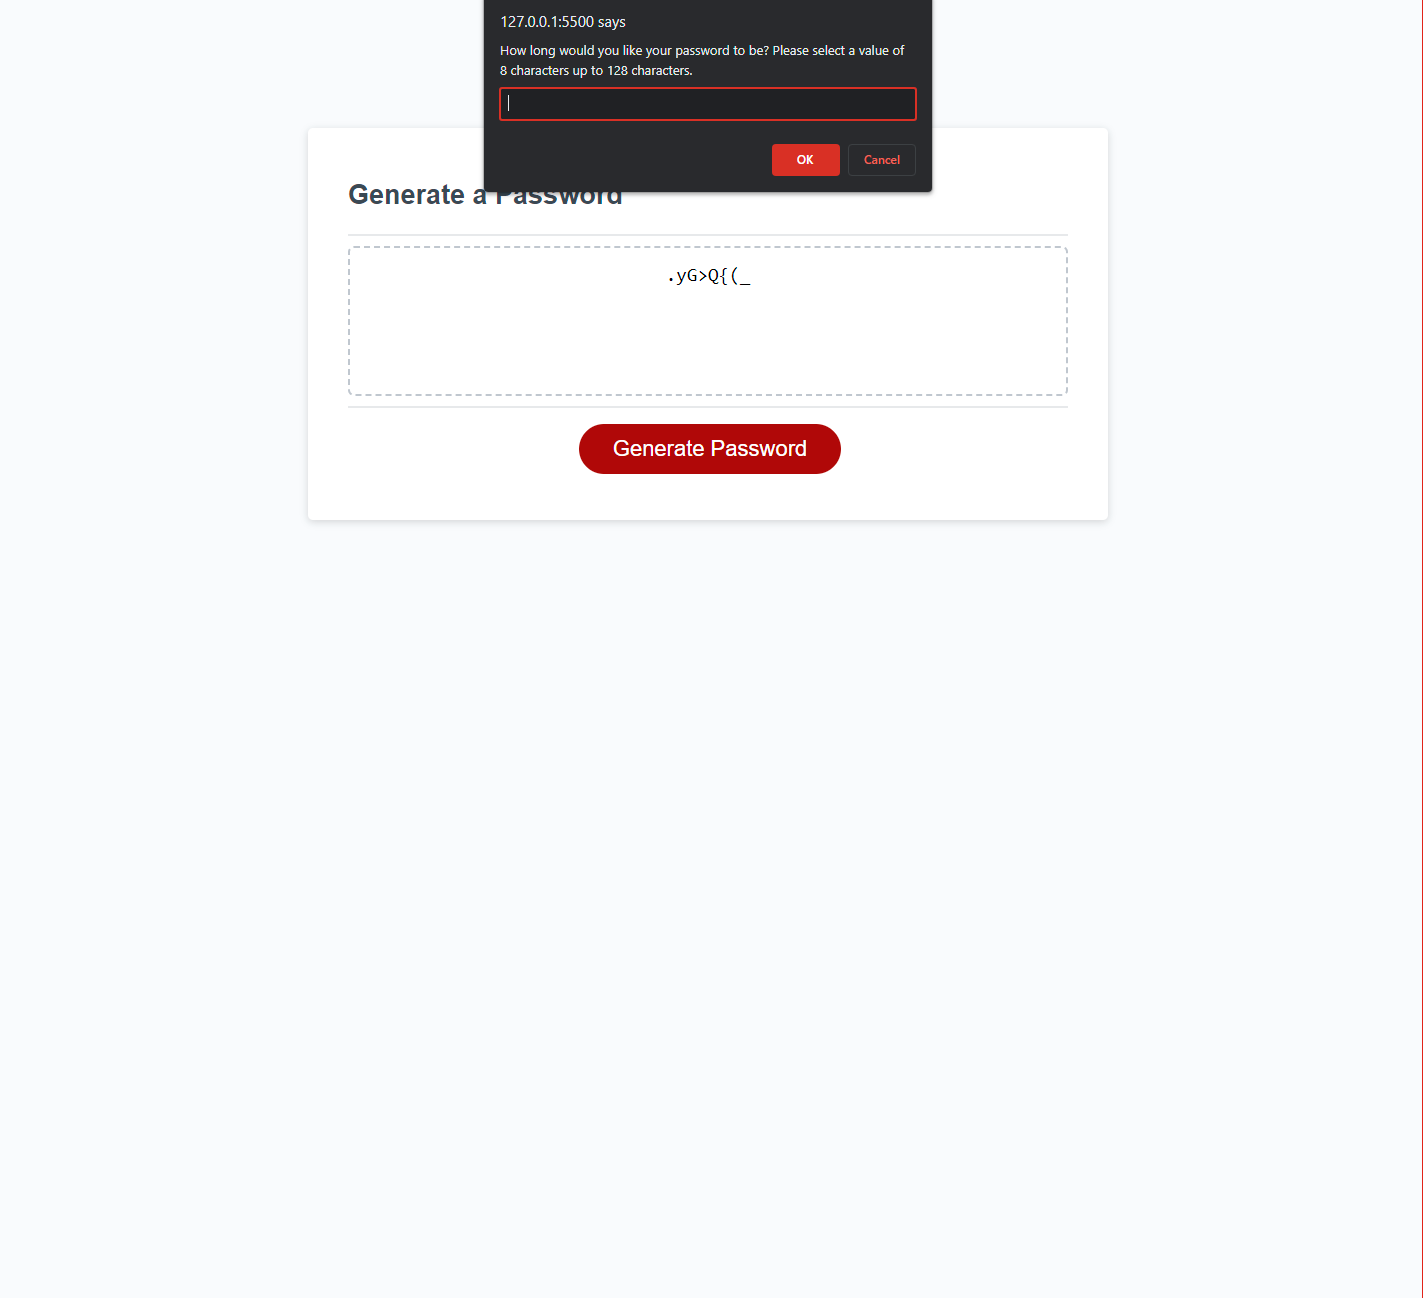 127.0.0.1:5500 says
How long would you like your password to be? Please select a value of
8 characters up to 128 characters.
OK
Cancel
Generate a Password
.yG>Q{(_
Generate Password